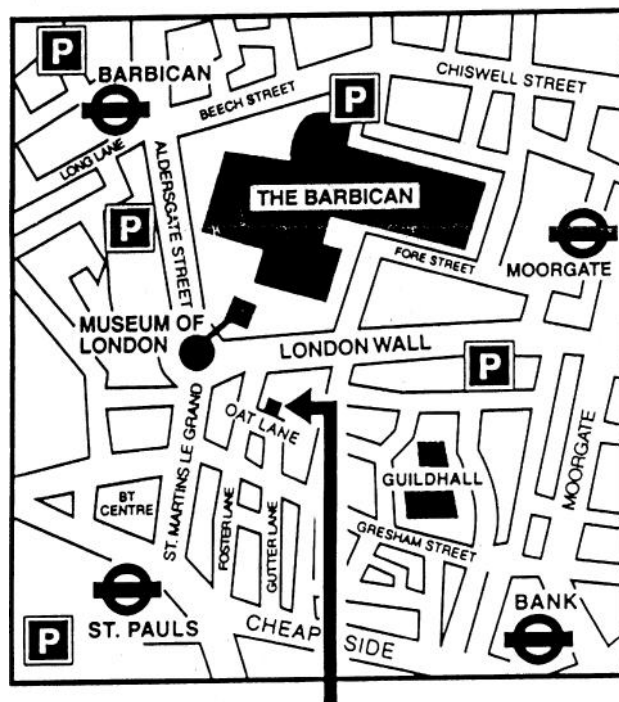 P
BARBICAN
CHISWELL STREET
BEECH STREET
P
LONG LANE
ALDERSGATE STREET
THE BARBICAN
P
FORE STREET
MOORGATE
MUSEUM OF
LONDON
LONDON WALL
P
OAT LANE
ST. MARTINS LE GRAND
GUILDHALL
MOORGATE
BT
CENTRE
FOSTER LANE
GUTTER LANE
GRESHAM STREET
BANK
P
ST. PAULS
CHEAPSIDE